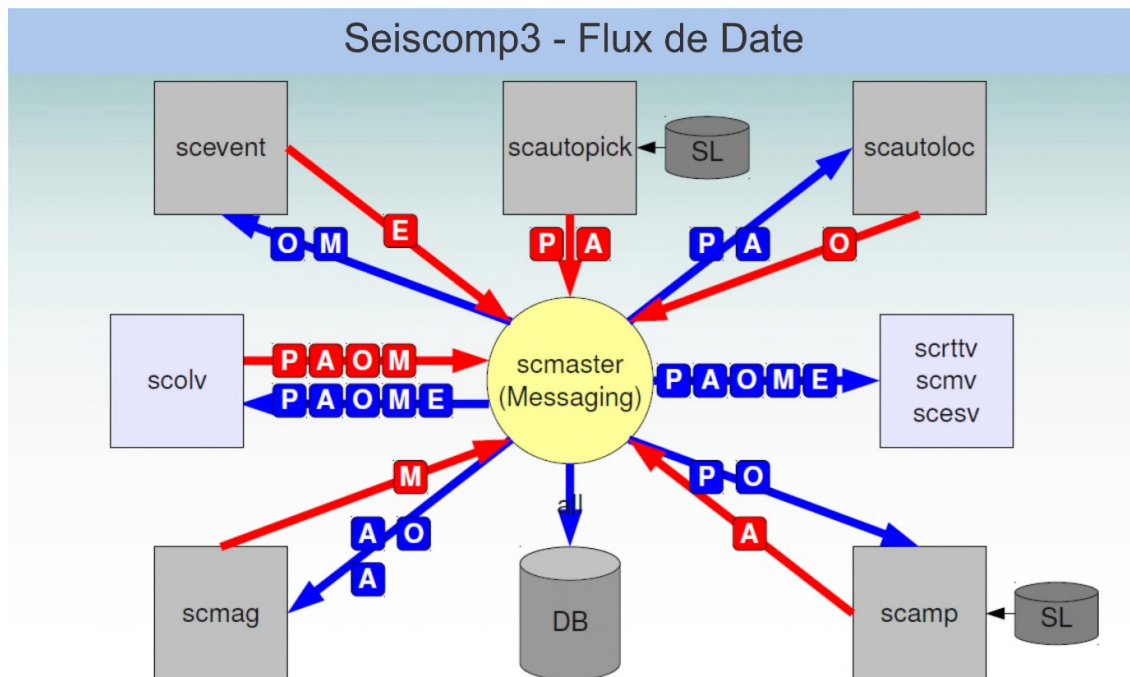 Seiscomp3 - Flux de Date
scevent
scautopick
SL
scautoloc
O M
E
P A
P A
O
scolv
P A O M
P A O M E
scmaster
(Messaging)
P A O M E
scrttv
scmv
scesv
M
A O
A
all
P O
A
scmag
DB
scamp
SL